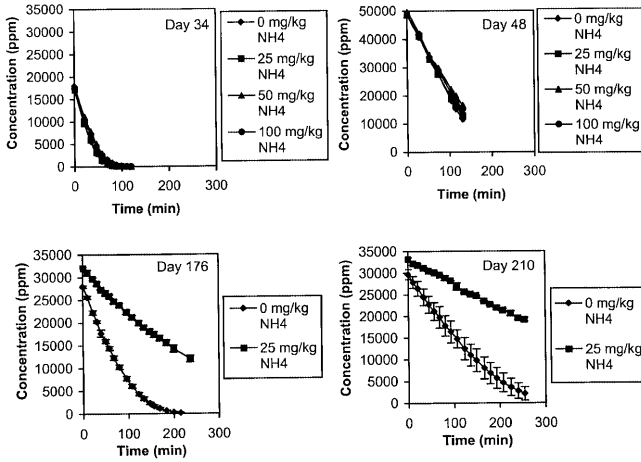 Day 34
Concentration (ppm)
35000
30000
25000
20000
15000
10000
5000
0
0 100 200 300
Time (min)
0 mg/kg
NH4
25 mg/kg
NH4
50 mg/kg
NH4
100 mg/kg
NH4
Day 48
Concentration (ppm)
50000
40000
30000
20000
10000
0
0 100 200 300
Time (min)
0 mg/kg
NH4
25 mg/kg
NH4
50 mg/kg
NH4
100 mg/kg
NH4
Day 176
Concentration (ppm)
35000
30000
25000
20000
15000
10000
5000
0
0 100 200 300
Time (min)
0 mg/kg
NH4
25 mg/kg
NH4
Day 210
Concentration (ppm)
35000
30000
25000
20000
15000
10000
5000
0
0 100 200 300
Time (min)
0 mg/kg
NH4
25 mg/kg
NH4